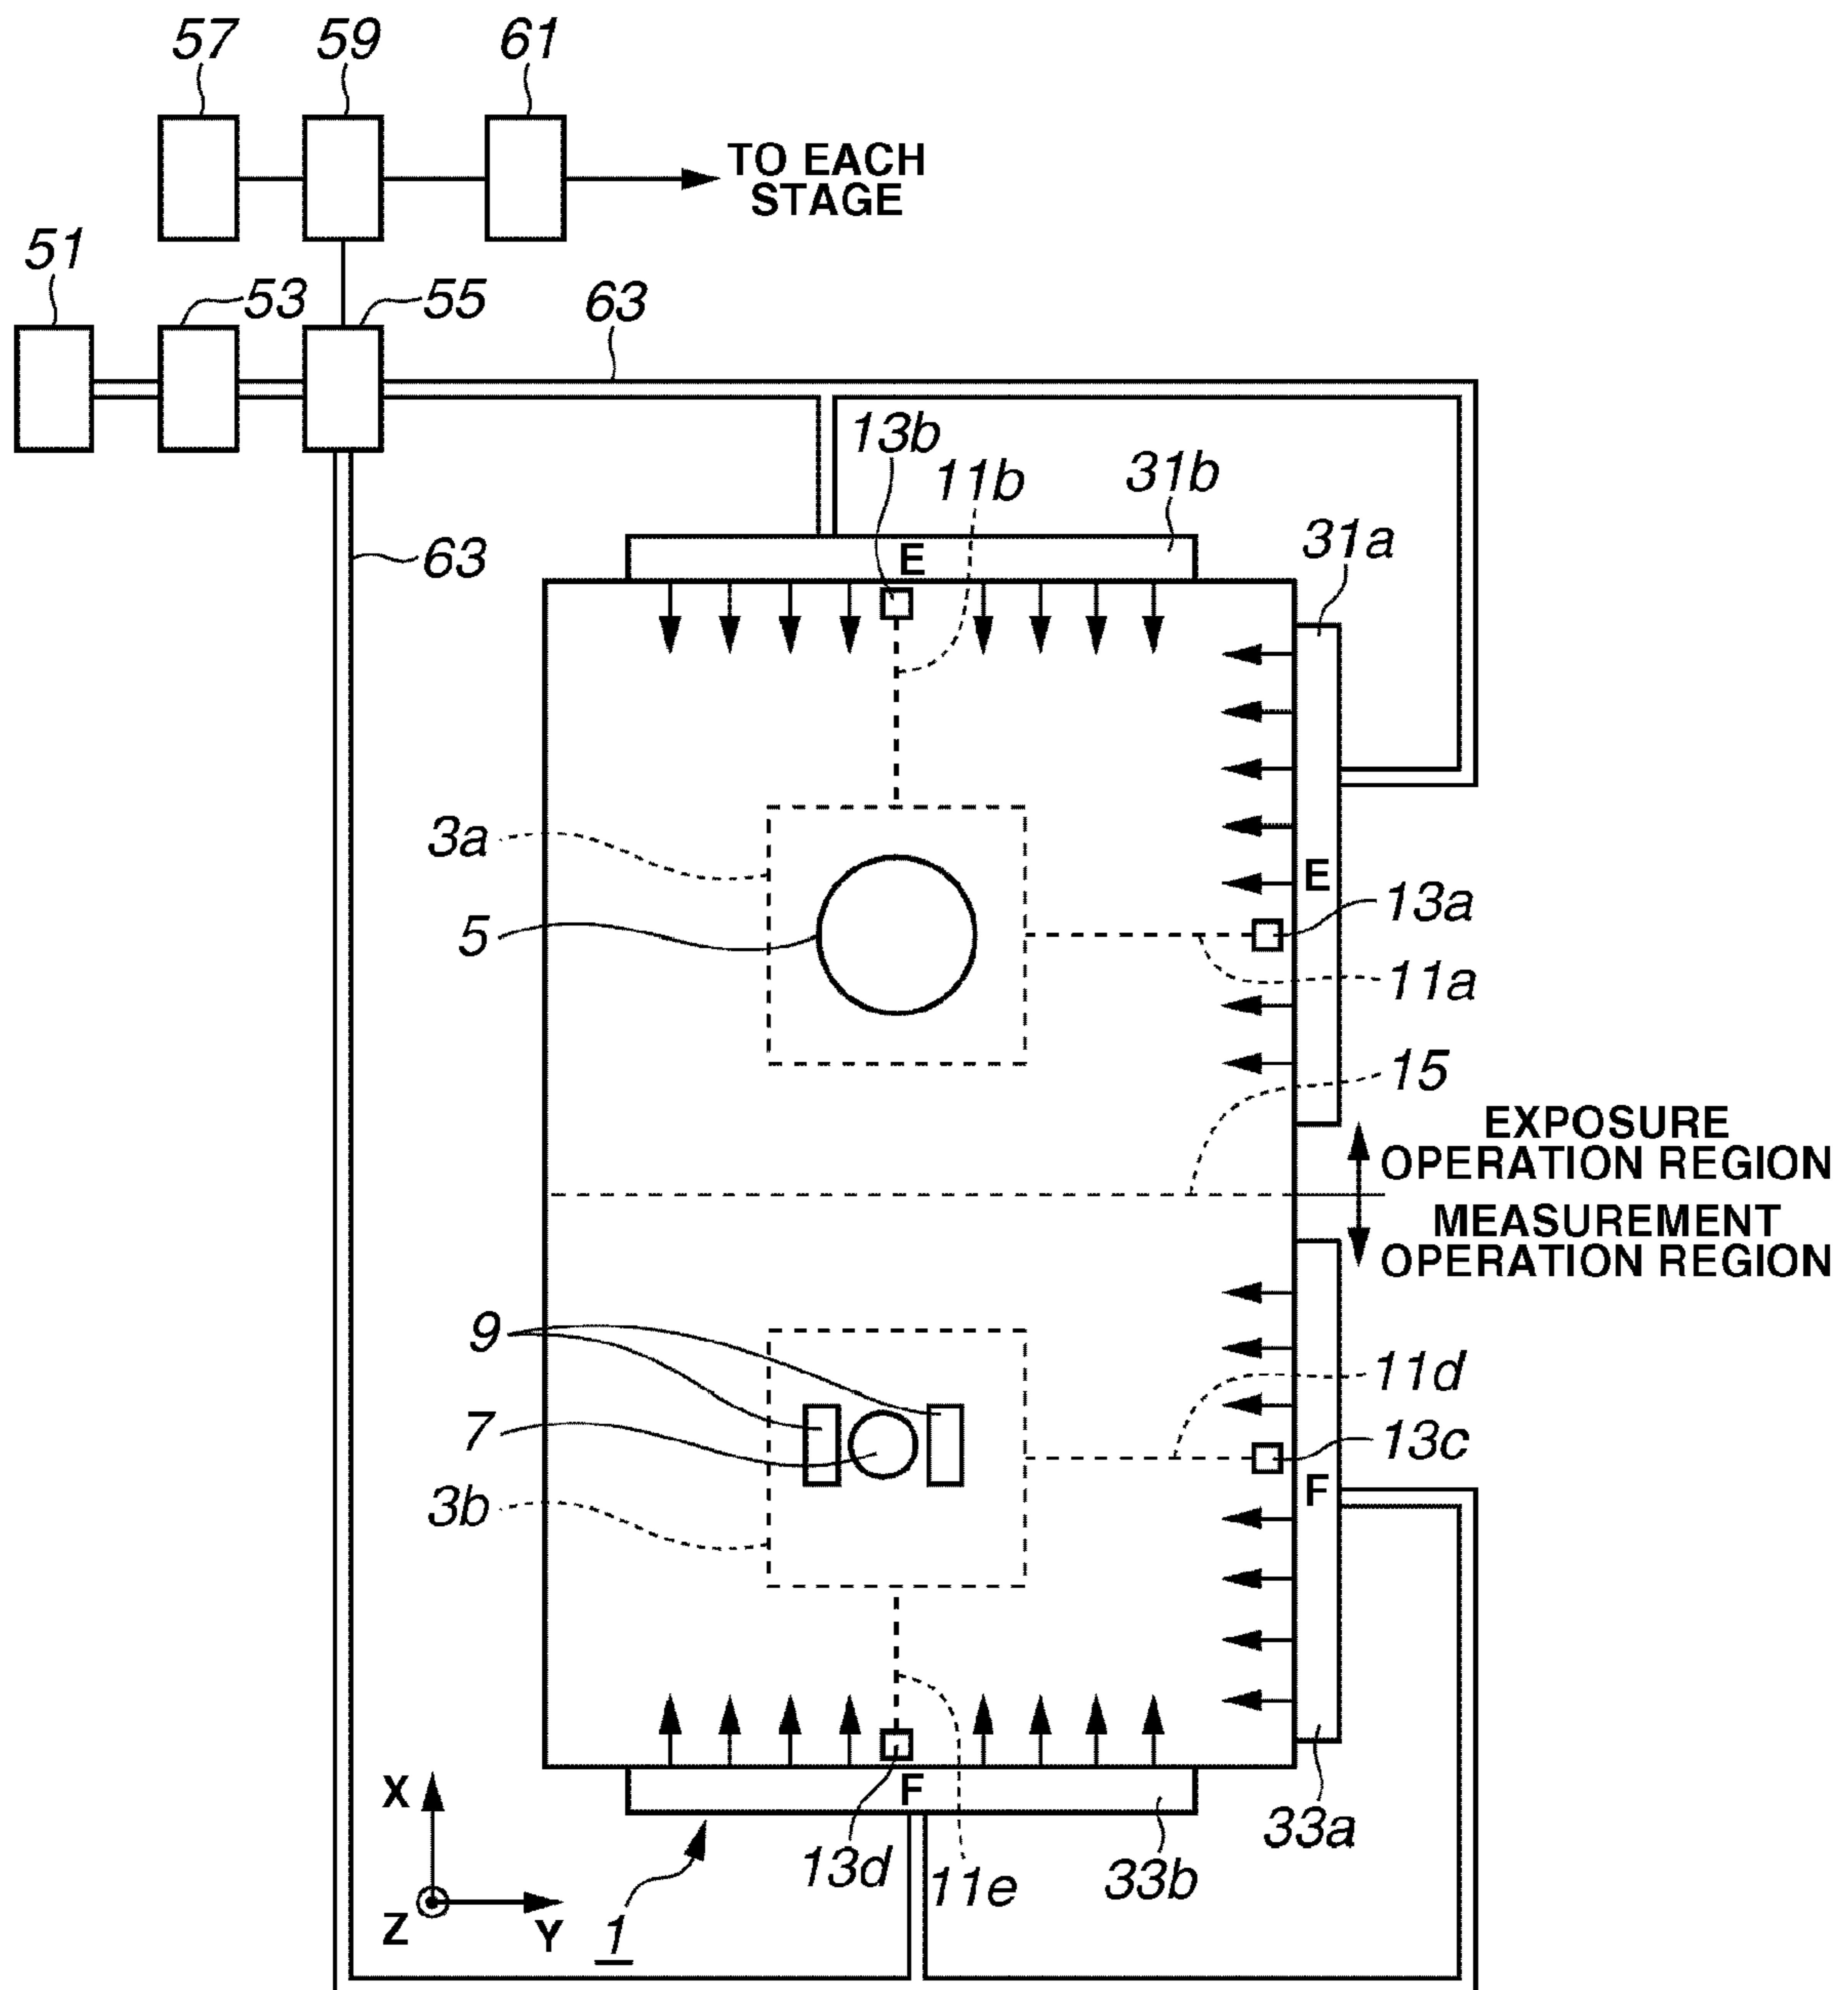 57 59 61
TO EACH
STAGE
51
53 55 63
13b
11b 31b
31a
63
E
3a
E
5
13a
11a
15
EXPOSURE
OPERATION REGION
MEASUREMENT
OPERATION REGION
9
11d
7
13c
3b
F
X
F
33a
13d
11e
33b
Z
Y
1